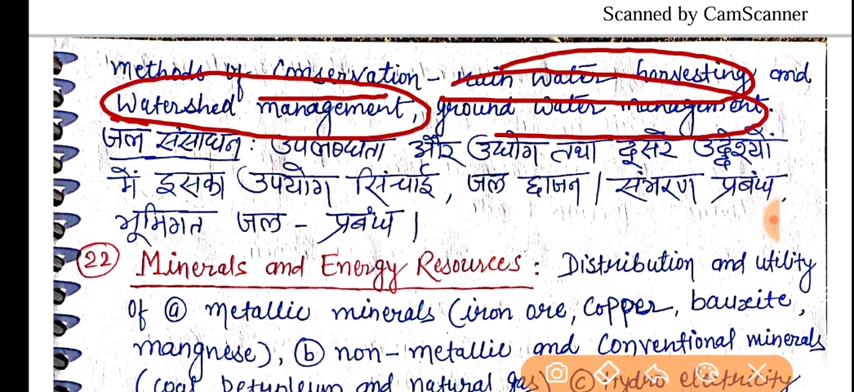 Scanned by CamScanner
methods of Conservation – rain water harvesting and
Watershed management, ground water management.
जल संसाधन : उपलब्धता और उद्योग तथा दूसरे उद्देश्यों
में इसका उपयोग सिंचाई, जल छाजन / संभरण प्रबंध,
भूमिगत जल – प्रबंध ।
22 Minerals and Energy Resources : Distribution and utility
of ⓐ metallic minerals (iron ore, copper, bauxite,
mangnese), ⓑ non-metallic and conventional minerals
(coal petroleum and natural gas) ⓒ hydro electricity